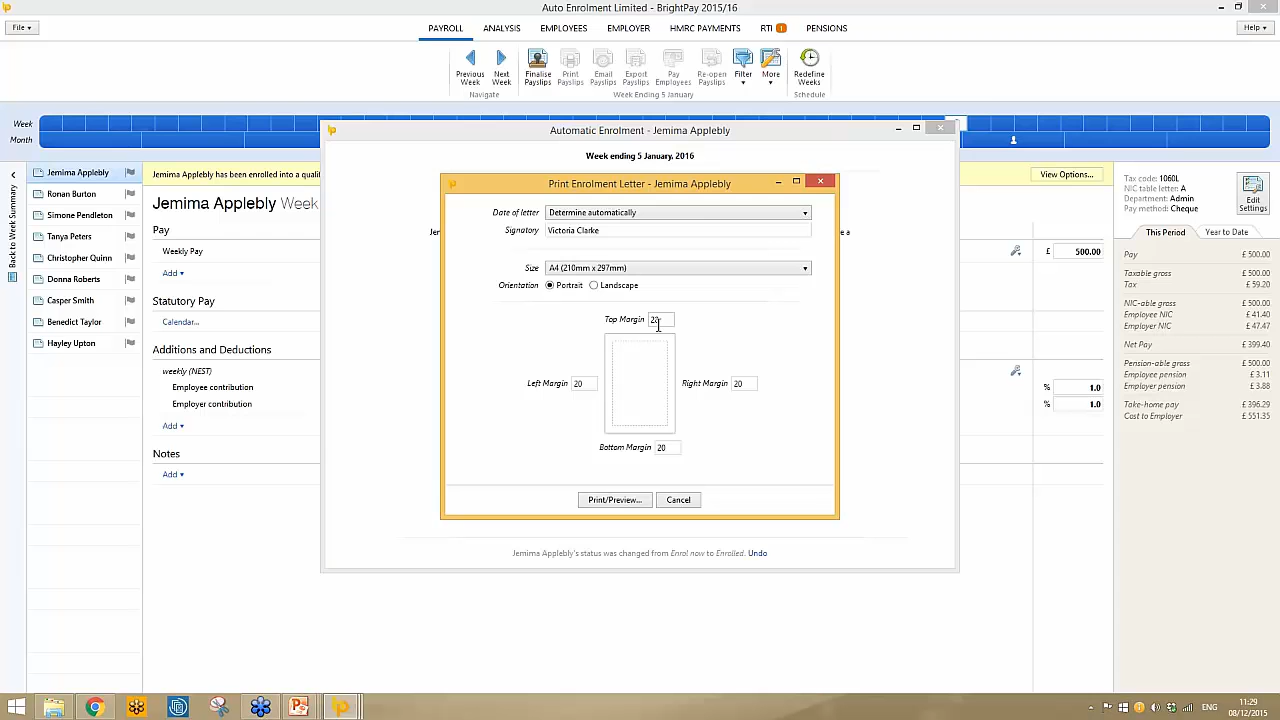 Auto Enrolment Limited - BrightPay 2015/16
File
PAYROLL ANALYSIS EMPLOYEES EMPLOYER HMRC PAYMENTS RTI 1 PENSIONS
Help
Previous Week
Next Week
Finalise Payslips
Print Payslips
Email Payslips
Export Payslips
Pay Employees
Re-open Payslips
Filter
More
Redefine Weeks
Navigate
Week Ending 5 January
Schedule
Week
Month
Back to Week Summary
Jemima Applebly
Ronan Burton
Simone Pendleton
Tanya Peters
Christopher Quinn
Donna Roberts
Casper Smith
Benedict Taylor
Hayley Upton
Jemima Applebly has been enrolled into a quali
View Options...
Jemima Applebly Week
Pay
Weekly Pay
£ 500.00
Add
Statutory Pay
Calendar...
Additions and Deductions
weekly (NEST)
Employee contribution
% 1.0
Employer contribution
% 1.0
Add
Notes
Add
Automatic Enrolment - Jemima Applebly
Week ending 5 January, 2016
Jer
e a
Print Enrolment Letter - Jemima Applebly
Date of letter Determine automatically
Signatory Victoria Clarke
Size A4 (210mm x 297mm)
Orientation Portrait Landscape
Top Margin 20
Left Margin 20
Right Margin 20
Bottom Margin 20
Print/Preview... Cancel
Jemima Applebly's status was changed from Enrol now to Enrolled. Undo
Tax code: 1060L
NIC table letter: A
Department: Admin
Pay method: Cheque
Edit Settings
This Period Year to Date
Pay £ 500.00
Taxable gross £ 500.00
Tax £ 59.20
NIC-able gross £ 500.00
Employee NIC £ 41.40
Employer NIC £ 47.47
Net Pay £ 399.40
Pension-able gross £ 500.00
Employee pension £ 3.11
Employer pension £ 3.88
Take-home pay £ 396.29
Cost to Employer £ 551.35
ENG
11:29
08/12/2015